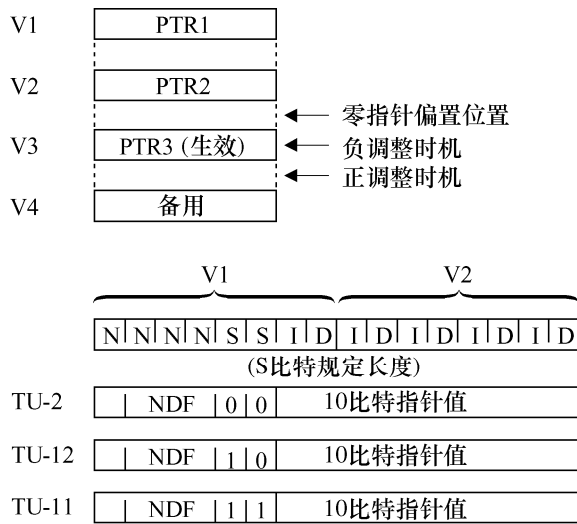 V1 PTR1
V2 PTR2
零指针偏置位置
V3 PTR3 (生效) 负调整时机
正调整时机
V4 备用
V1 V2
N N N N S S I D I D I D I D I D
(S比特规定长度)
TU-2 NDF 0 0 10比特指针值
TU-12 NDF 1 0 10比特指针值
TU-11 NDF 1 1 10比特指针值